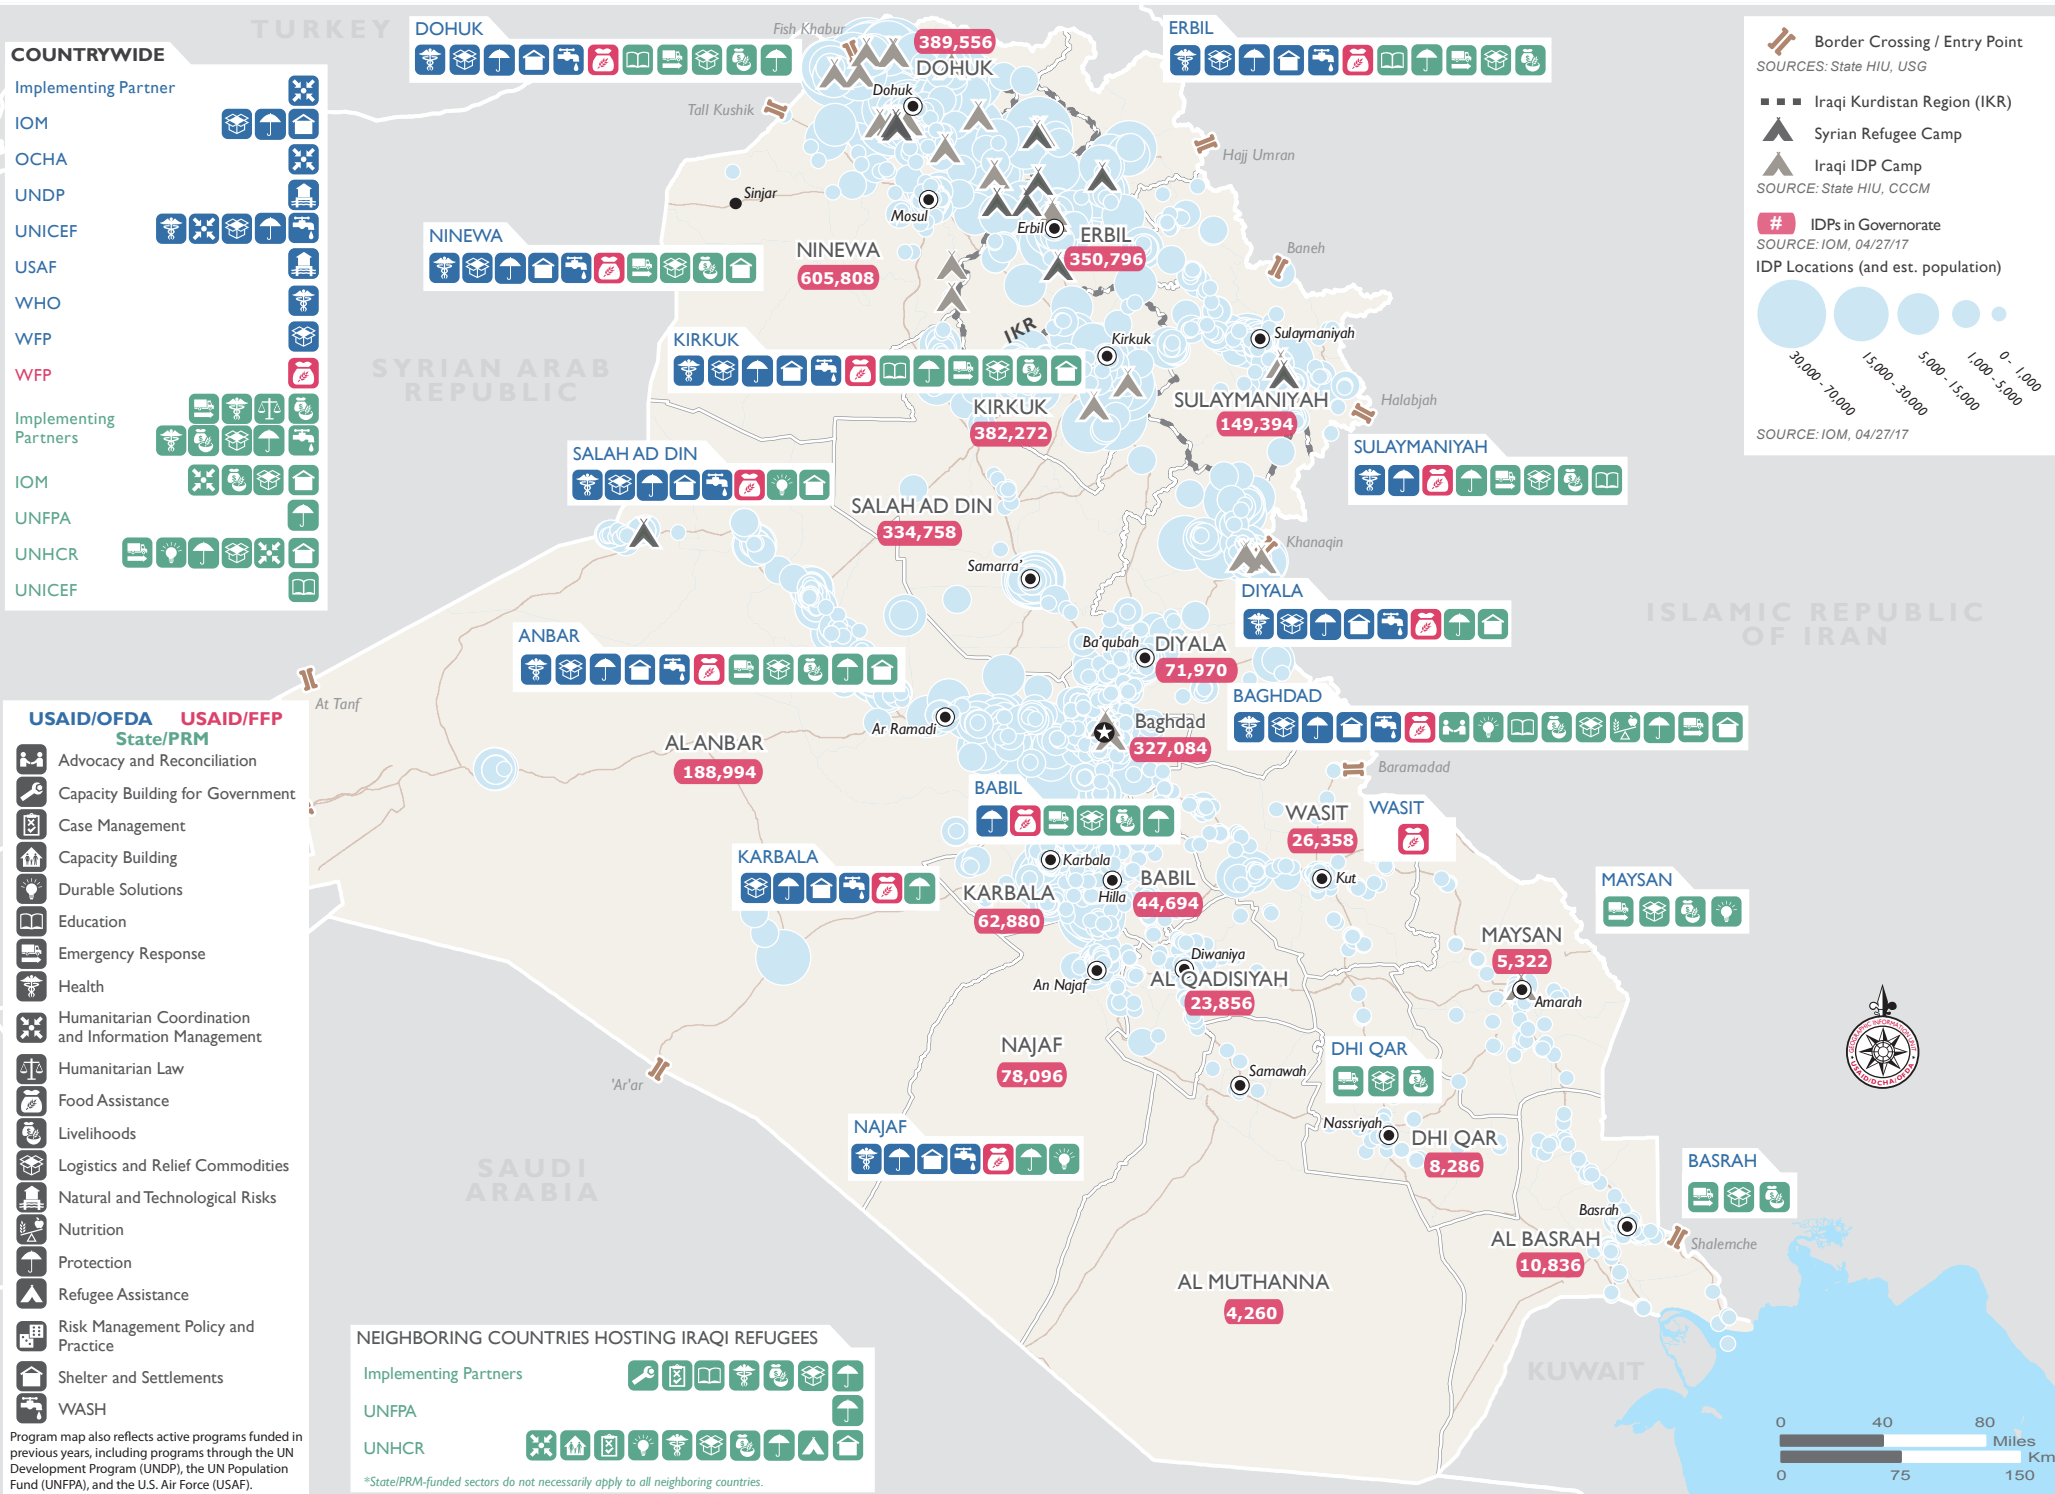 TURKEY
COUNTRYWIDE
Implementing Partner
IOM
OCHA
UNDP
UNICEF
USAF
WHO
WFP
WFP
Implementing
Partners
IOM
UNFPA
UNHCR
UNICEF
DOHUK
Fish Khabur
389,556
DOHUK
Dohuk
Tall Kushik
ERBIL
Hajj Umran
Sinjar
Mosul
NINEWA
NINEWA
605,808
Erbil
ERBIL
350,796
Baneh
IKR
KIRKUK
Kirkuk
Sulaymaniyah
SYRIAN ARAB
REPUBLIC
KIRKUK
382,272
SULAYMANIYAH
149,394
Halabjah
SULAYMANIYAH
SALAH AD DIN
SALAH AD DIN
334,758
Khanaqin
Samarra'
DIYALA
ISLAMIC REPUBLIC
OF IRAN
ANBAR
Ba'qubah
DIYALA
71,970
At Tanf
BAGHDAD
Ar Ramadi
Baghdad
327,084
AL ANBAR
188,994
Baramadad
BABIL
WASIT
26,358
WASIT
KARBALA
Karbala
Hilla
BABIL
44,694
Kut
KARBALA
62,880
MAYSAN
MAYSAN
5,322
Amarah
Diwaniya
An Najaf
AL QADISIYAH
23,856
NAJAF
78,096
'Ar'ar
Samawah
DHI QAR
Nassriyah
DHI QAR
8,286
NAJAF
SAUDI
ARABIA
BASRAH
Basrah
Shalemche
AL BASRAH
10,836
AL MUTHANNA
4,260
KUWAIT
Border Crossing / Entry Point
SOURCES: State HIU, USG
Iraqi Kurdistan Region (IKR)
Syrian Refugee Camp
Iraqi IDP Camp
SOURCE: State HIU, CCCM
# IDPs in Governorate
SOURCE: IOM, 04/27/17
IDP Locations (and est. population)
30,000 - 70,000
15,000 - 30,000
5,000 - 15,000
1,000 - 5,000
0 - 1,000
SOURCE: IOM, 04/27/17
USAID/OFDA USAID/FFP
State/PRM
Advocacy and Reconciliation
Capacity Building for Government
Case Management
Capacity Building
Durable Solutions
Education
Emergency Response
Health
Humanitarian Coordination
and Information Management
Humanitarian Law
Food Assistance
Livelihoods
Logistics and Relief Commodities
Natural and Technological Risks
Nutrition
Protection
Refugee Assistance
Risk Management Policy and
Practice
Shelter and Settlements
WASH
Program map also reflects active programs funded in
previous years, including programs through the UN
Development Program (UNDP), the UN Population
Fund (UNFPA), and the U.S. Air Force (USAF).
NEIGHBORING COUNTRIES HOSTING IRAQI REFUGEES
Implementing Partners
UNFPA
UNHCR
*State/PRM-funded sectors do not necessarily apply to all neighboring countries.
GEOGRAPHIC INFORMATION UNIT
USAID/DCHA/OFDA
0 40 80
Miles
Km
0 75 150